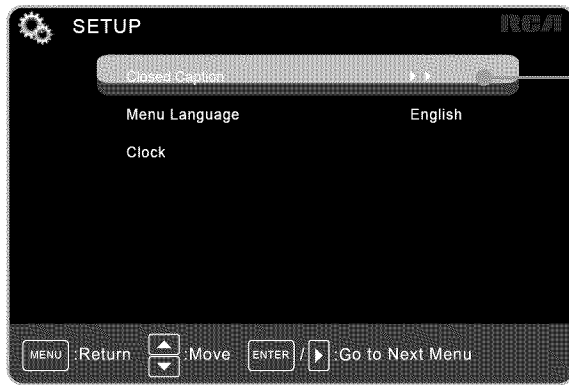 SETUP RCA
Closed Caption
Menu Language English
Clock
MENU :Return :Move ENTER / :Go to Next Menu